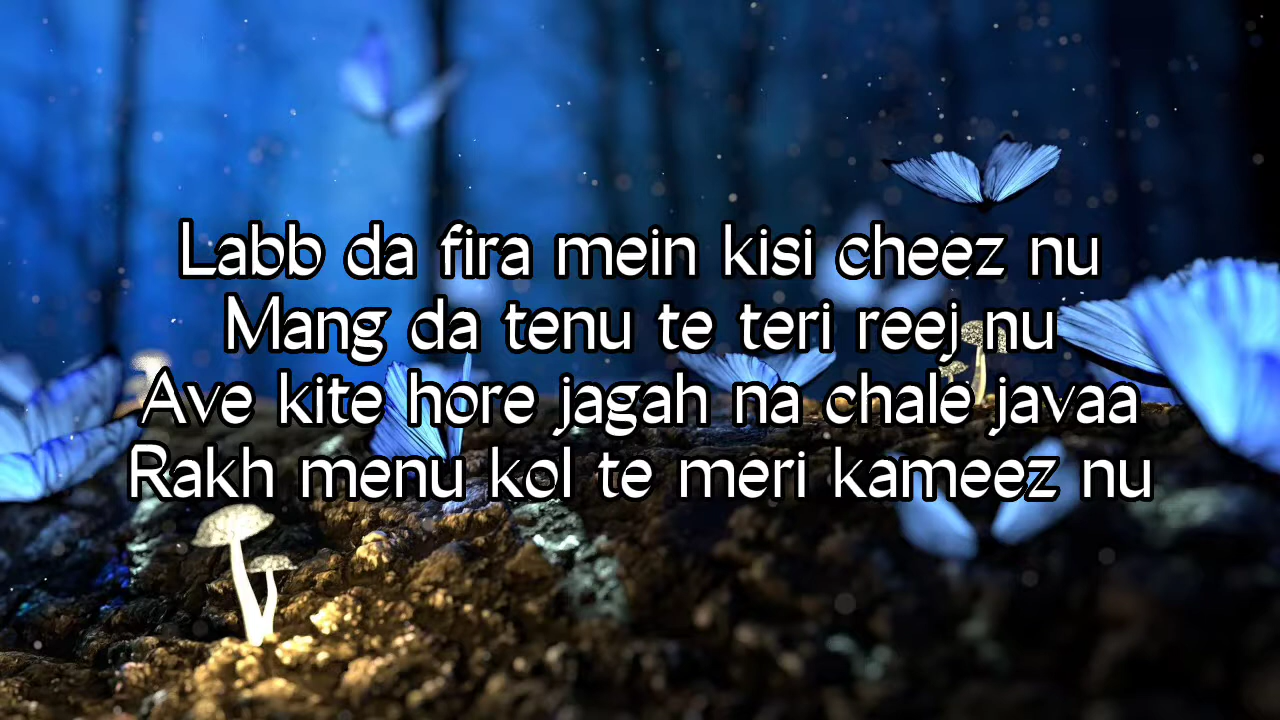 Labb da fira mein kisi cheez nu
Mang da tenu te teri reej nu
Ave kite hore jagah na chale javaa
Rakh menu kol te meri kameez nu